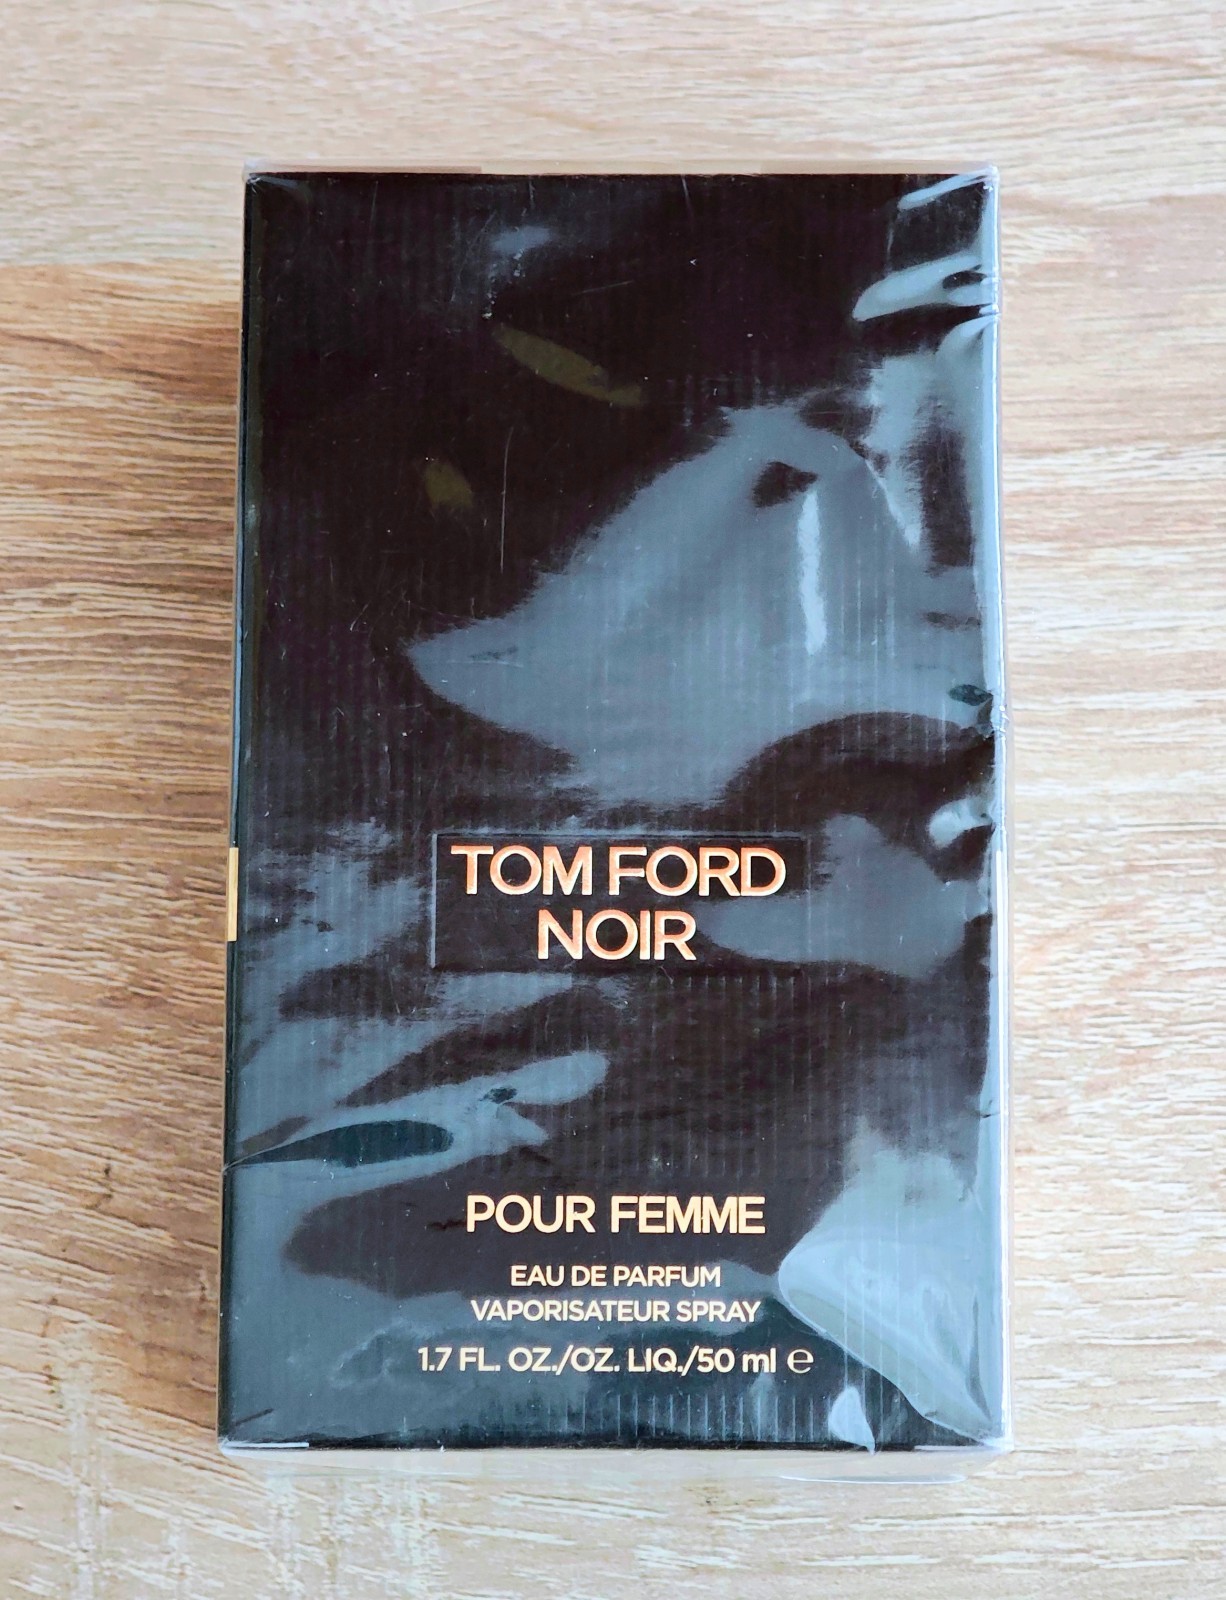 TOM FORD
NOIR
POUR FEMME
EAU DE PARFUM
VAPORISATEUR SPRAY
1.7 FL. OZ./OZ. LIQ./50 ml ℮